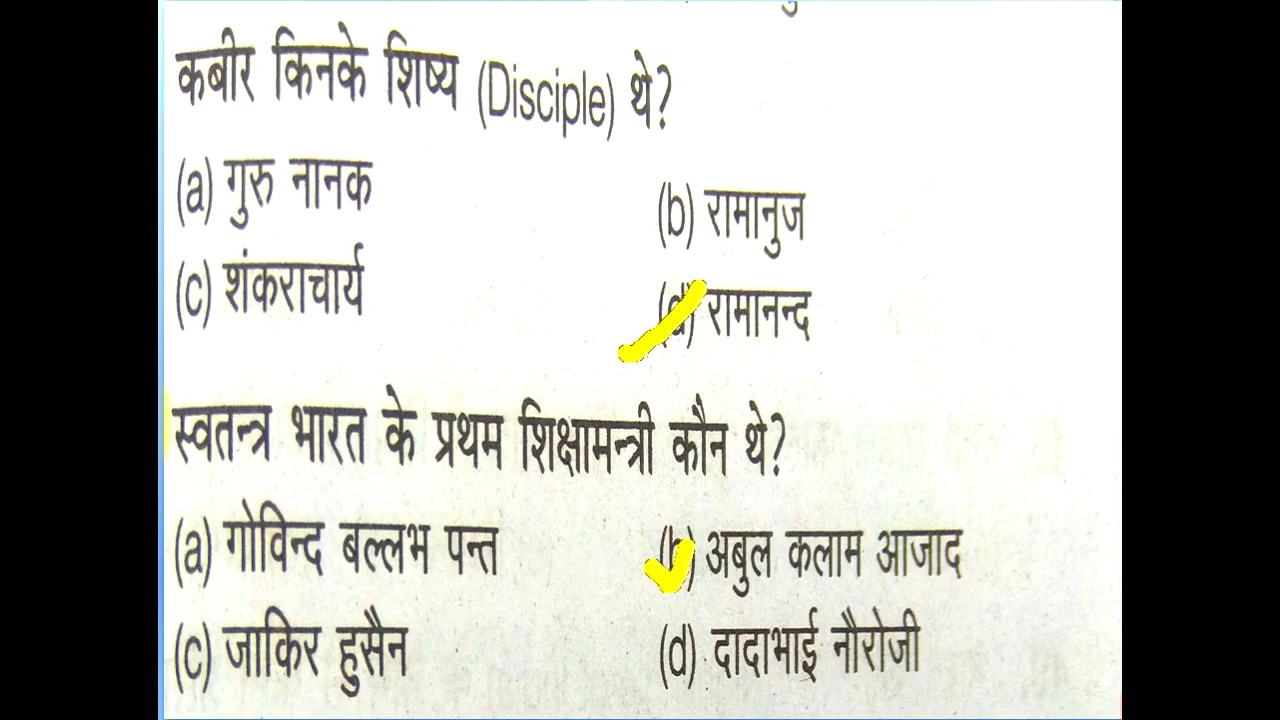 कबीर किनके शिष्य (Disciple) थे?
(a) गुरु नानक (b) रामानुज
(c) शंकराचार्य (d) रामानन्द
स्वतन्त्र भारत के प्रथम शिक्षामन्त्री कौन थे?
(a) गोविन्द बल्लभ पन्त (b) अबुल कलाम आजाद
(c) जाकिर हुसैन (d) दादाभाई नौरोजी